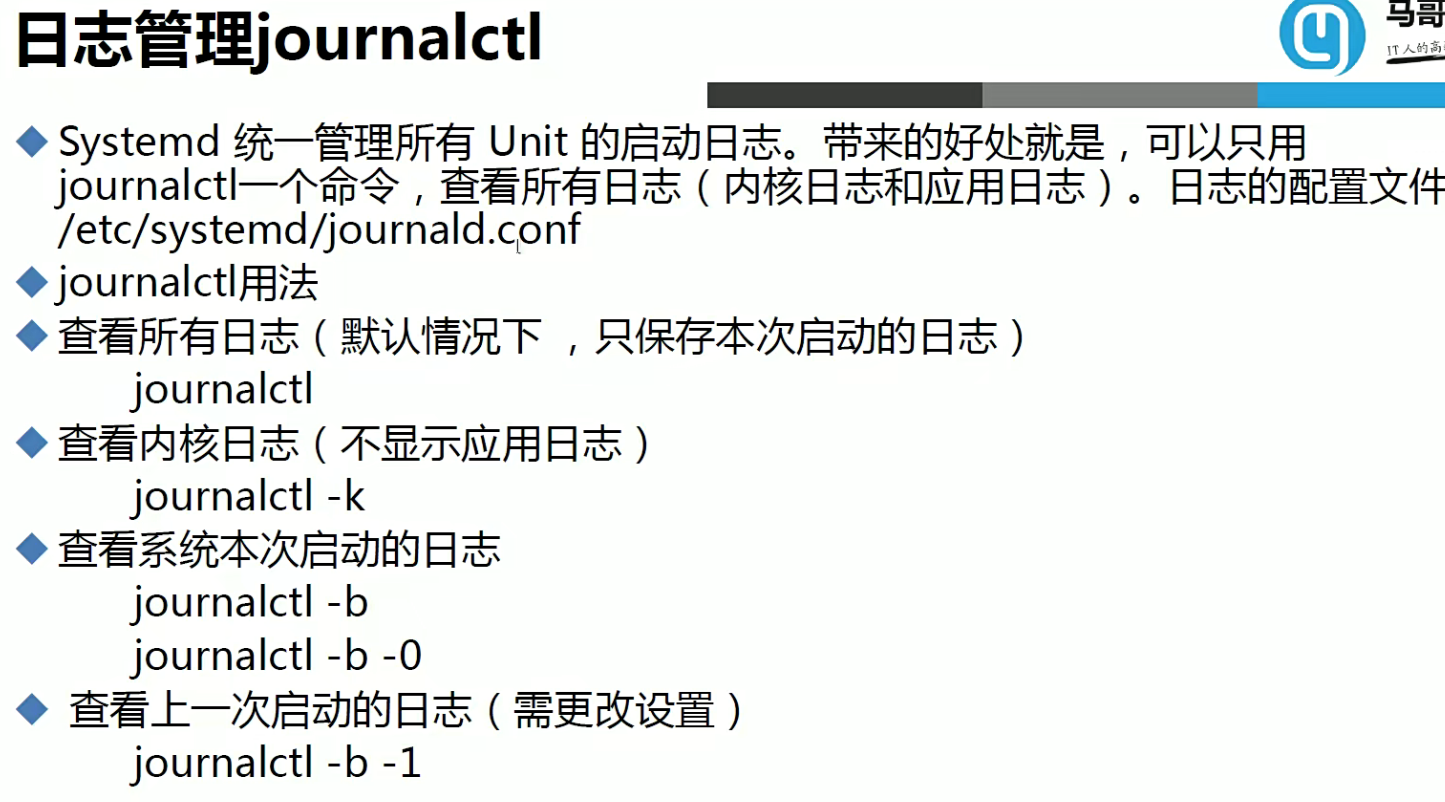 日志管理journalctl
马哥
IT人的高
Systemd 统一管理所有 Unit 的启动日志。带来的好处就是，可以只用
journalctl一个命令，查看所有日志（内核日志和应用日志）。日志的配置文件
/etc/systemd/journald.conf
journalctl用法
查看所有日志（默认情况下 ，只保存本次启动的日志）
journalctl
查看内核日志（不显示应用日志）
journalctl -k
查看系统本次启动的日志
journalctl -b
journalctl -b -0
查看上一次启动的日志（需更改设置）
journalctl -b -1